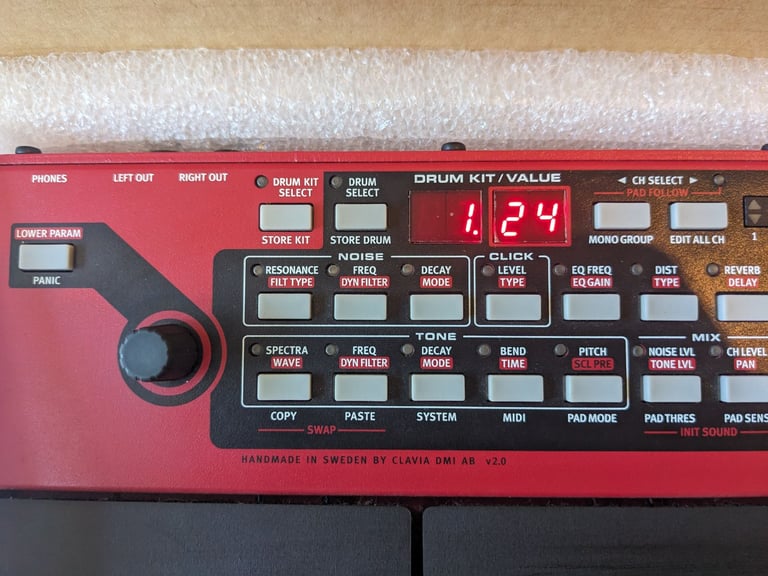 PHONES
LEFT OUT
RIGHT OUT
DRUM KIT SELECT
DRUM SELECT
DRUM KIT/VALUE
◄ CH SELECT ►
PAD FOLLOW
1.24
STORE KIT
STORE DRUM
MONO GROUP
EDIT ALL CH
1
LOWER PARAM
PANIC
NOISE
CLICK
RESONANCE
FREQ
DECAY
LEVEL
EQ FREQ
DIST
REVERB
FILT TYPE
DYN FILTER
MODE
TYPE
EQ GAIN
TYPE
DELAY
TONE
MIX
SPECTRA
FREQ
DECAY
BEND
PITCH
NOISE LVL
CH LEVEL
WAVE
DYN FILTER
MODE
TIME
SCL PRE
TONE LVL
PAN
COPY
PASTE
SYSTEM
MIDI
PAD MODE
PAD THRES
PAD SENS
SWAP
INIT SOUND
HANDMADE IN SWEDEN BY CLAVIA DMI AB v2.0